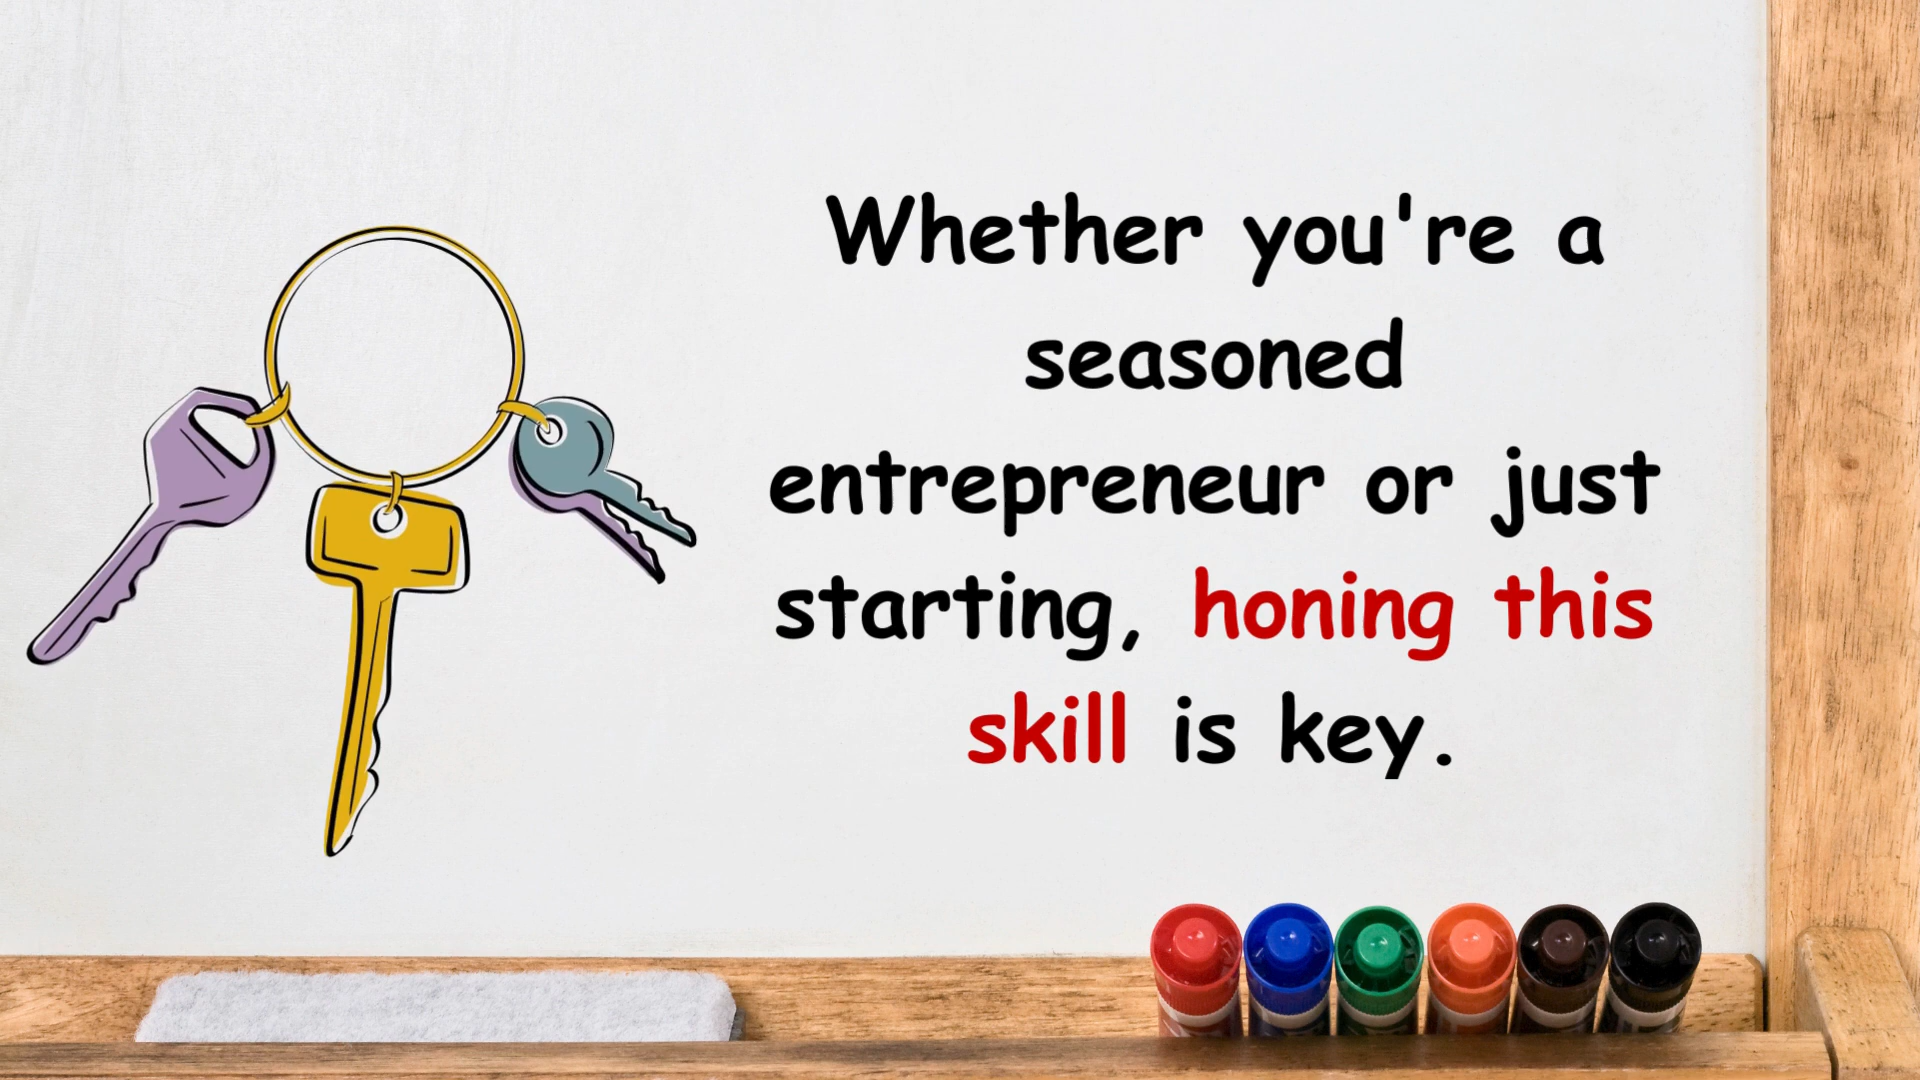 Whether you're a
seasoned
entrepreneur or just
starting, honing this
skill is key.